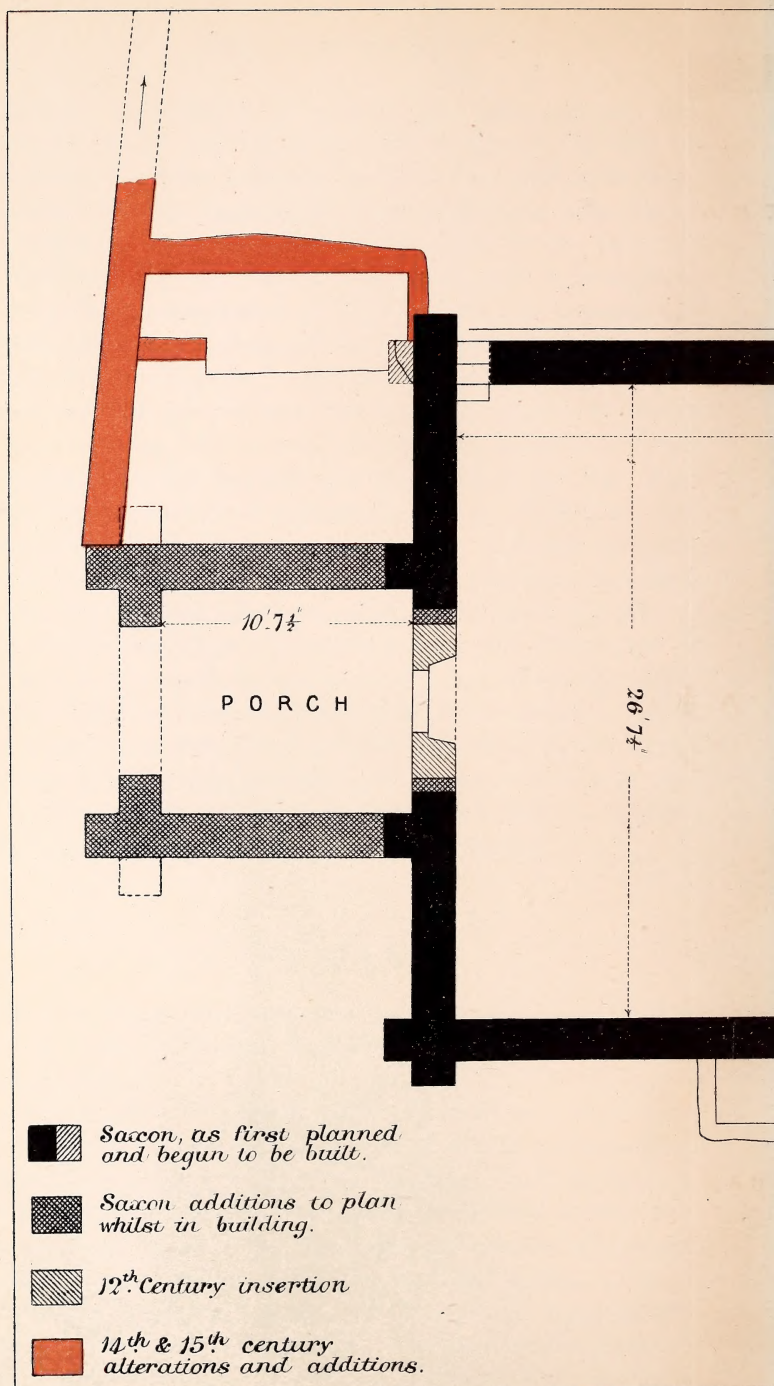 10'.7½"
PORCH
26' 7½"
Saxon, as first planned
and begun to be built.
Saxon additions to plan
whilst in building.
12th. Century insertion
14th. & 15th. century
alterations and additions.